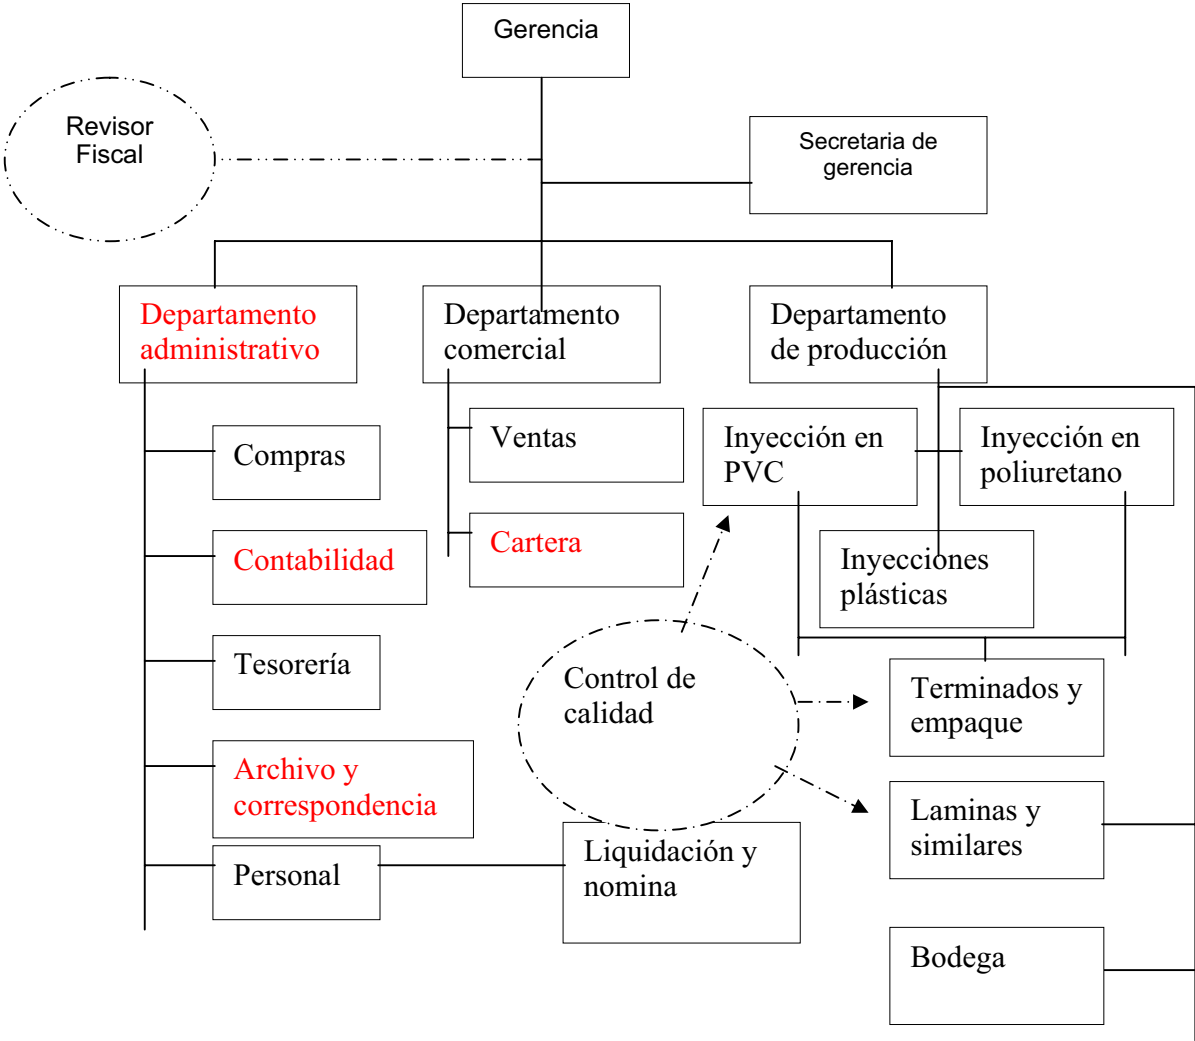 Gerencia
Revisor
Fiscal
Secretaria de
gerencia
Departamento
administrativo
Departamento
comercial
Departamento
de producción
Compras
Contabilidad
Tesorería
Archivo y
correspondencia
Personal
Liquidación y
nomina
Ventas
Cartera
Inyección en
PVC
Inyección en
poliuretano
Inyecciones
plásticas
Control de
calidad
Terminados y
empaque
Laminas y
similares
Bodega